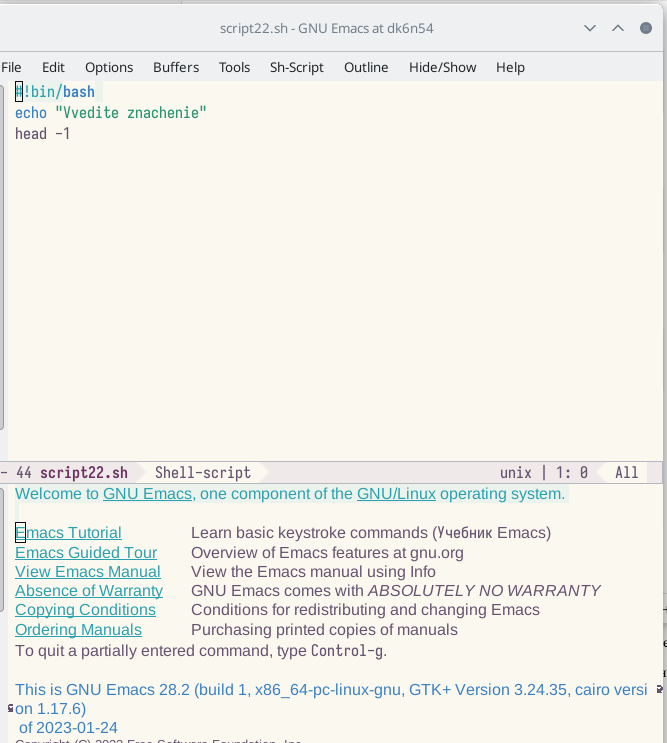 script22.sh - GNU Emacs at dk6n54
File Edit Options Buffers Tools Sh-Script Outline Hide/Show Help
#!bin/bash
echo "Vvedite znachenie"
head -1
- 44 script22.sh Shell-script unix | 1: 0 All
Welcome to GNU Emacs, one component of the GNU/Linux operating system.
Emacs Tutorial Learn basic keystroke commands (Учебник Emacs)
Emacs Guided Tour Overview of Emacs features at gnu.org
View Emacs Manual View the Emacs manual using Info
Absence of Warranty GNU Emacs comes with ABSOLUTELY NO WARRANTY
Copying Conditions Conditions for redistributing and changing Emacs
Ordering Manuals Purchasing printed copies of manuals
To quit a partially entered command, type Control-g.
This is GNU Emacs 28.2 (build 1, x86_64-pc-linux-gnu, GTK+ Version 3.24.35, cairo versi
on 1.17.6)
of 2023-01-24